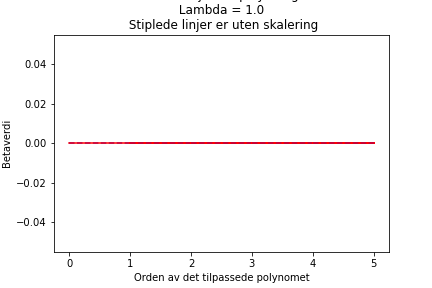 Lambda = 1.0
Stiplede linjer er uten skalering
0.04
0.02
0.00
−0.02
−0.04
Betaverdi
0 1 2 3 4 5
Orden av det tilpassede polynomet